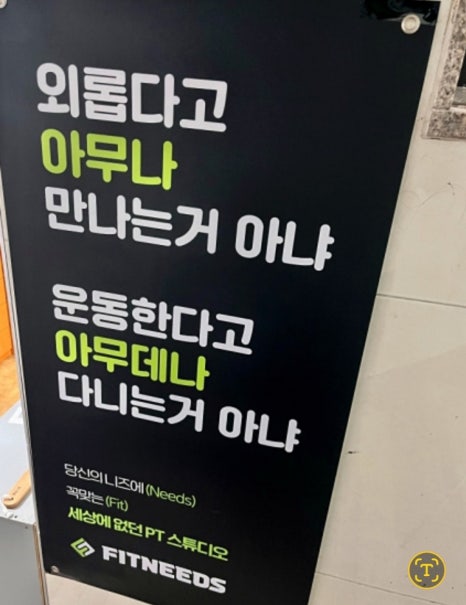 외롭다고
아무나
만나는거 아냐
운동한다고
아무데나
다니는거 아냐
당신의 니즈에 (Needs)
꼭맞는 (Fit)
세상에 없던 PT 스튜디오
FITNEEDS
T